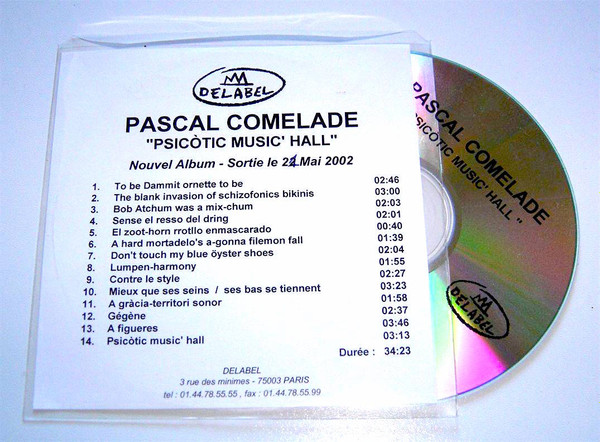 DELABEL
PASCAL COMELADE
"PSICÒTIC MUSIC' HALL"
Nouvel Album - Sortie le 24 Mai 2002
1. To be Dammit ornette to be 02:46
2. The blank invasion of schizofonics bikinis 03:00
3. Bob Atchum was a mix-chum 02:03
4. Sense el resso del dring 02:01
5. El zoot-horn rrotllo enmascarado 00:40
6. A hard mortadelo's a-gonna filemon fall 01:39
7. Don't touch my blue öyster shoes 02:04
8. Lumpen-harmony 01:55
9. Contre le style 02:27
10. Mieux que ses seins / ses bas se tiennent 03:23
11. A gràcia-territori sonor 01:58
12. Gégène 02:37
13. A figueres 03:46
14. Psicòtic music' hall 03:13
Durée : 34:23
DELABEL
3 rue des minimes - 75003 PARIS
tel : 01.44.78.55.55 , fax : 01.44.78.55.99
PASCAL COMELADE
PSICÒTIC MUSIC' HALL "
DELABEL